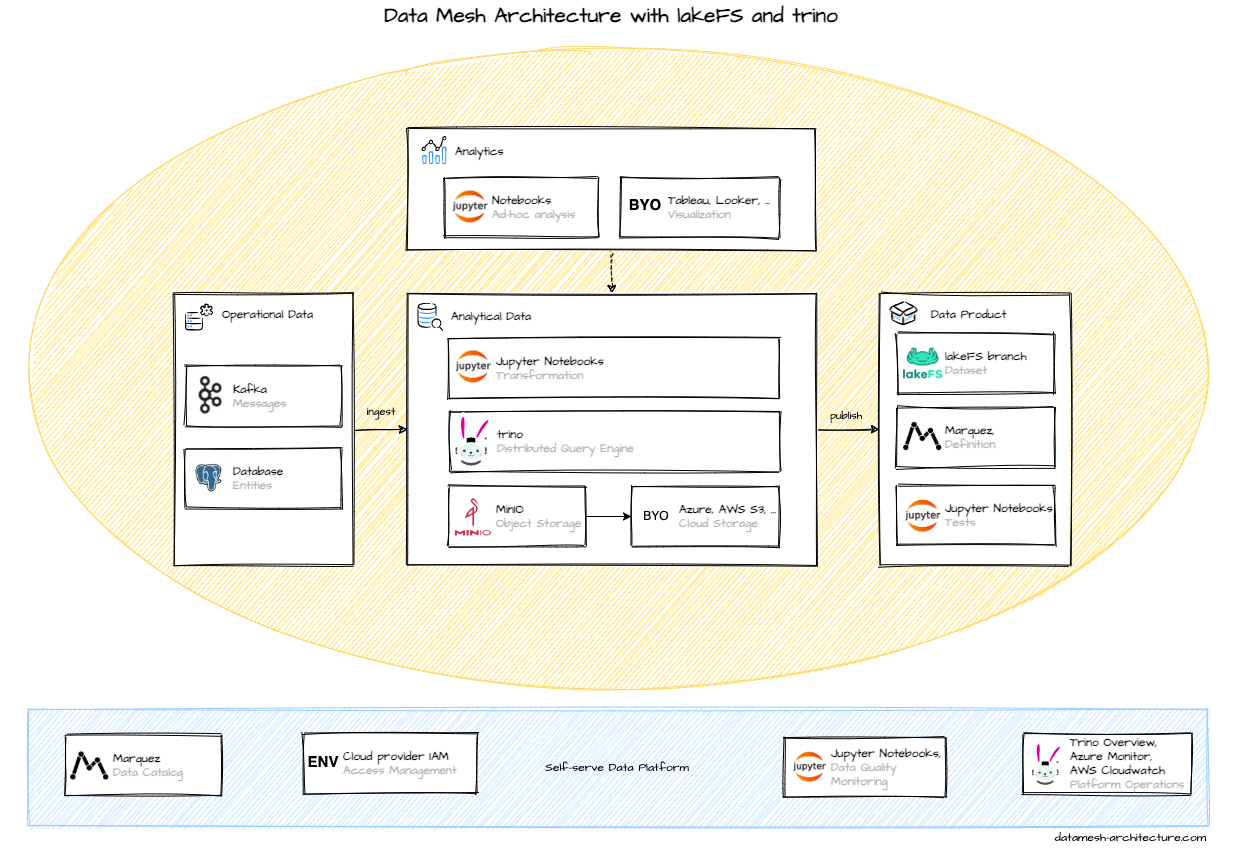 Data Mesh Architecture with lakeFS and trino
Analytics
jupyter
Notebooks
Ad-hoc analysis
BYO
Tableau, Looker, ...
Visualization
Operational Data
Kafka
Messages
Database
Entities
ingest
Analytical Data
jupyter
Jupyter Notebooks
Transformation
trino
Distributed Query Engine
MINIO
MinIO
Object Storage
BYO
Azure, AWS S3, ...
Cloud Storage
publish
Data Product
lakeFS
lakeFS branch
Dataset
Marquez
Definition
jupyter
Jupyter Notebooks
Tests
Marquez
Data Catalog
ENV
Cloud provider IAM
Access Management
Self-serve Data Platform
jupyter
Jupyter Notebooks,
Data Quality
Monitoring
Trino Overview,
Azure Monitor,
AWS Cloudwatch
Platform Operations
datamesh-architecture.com